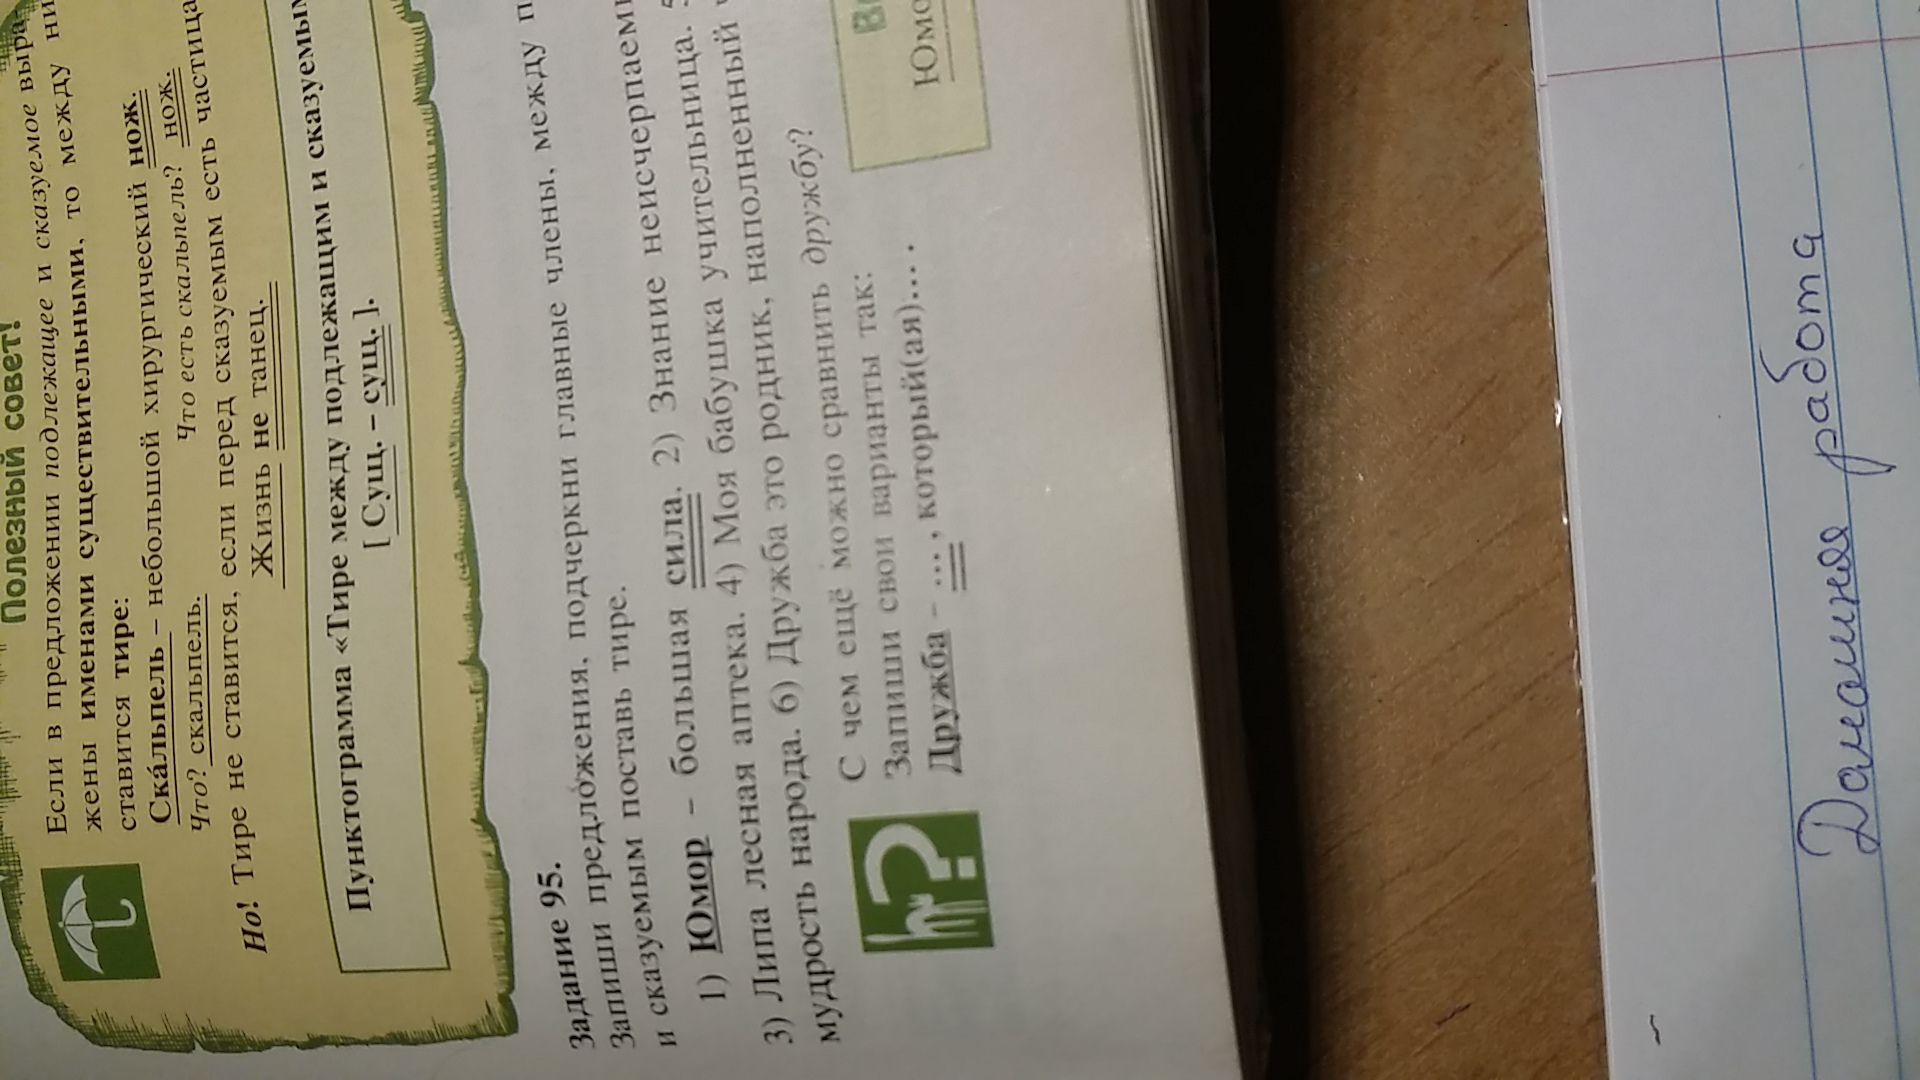 Полезный совет!
Если в предложении подлежащее и сказуемое выра-
жены именами существительными, то между ни
ставится тире:
Ска́льпель – небольшой хирургический нож.
Что? скальпель. Что есть скальпель? нож.
Но! Тире не ставится, если перед сказуемым есть частица
Жизнь не танец.
Пунктограмма «Тире между подлежащим и сказуемым
[ Сущ. – сущ. ].
Задание 95.
Запиши предложения, подчеркни главные члены, между п
и сказуемым поставь тире.
1) Юмор – большая сила. 2) Знание неисчерпаем
3) Липа лесная аптека. 4) Моя бабушка учительница. 5
мудрость народа. 6) Дружба это родник, наполненный
С чем ещё можно сравнить дружбу?
Запиши свои варианты так:
Дружба – ... , который(ая)... .
Юмо
Домашняя работа